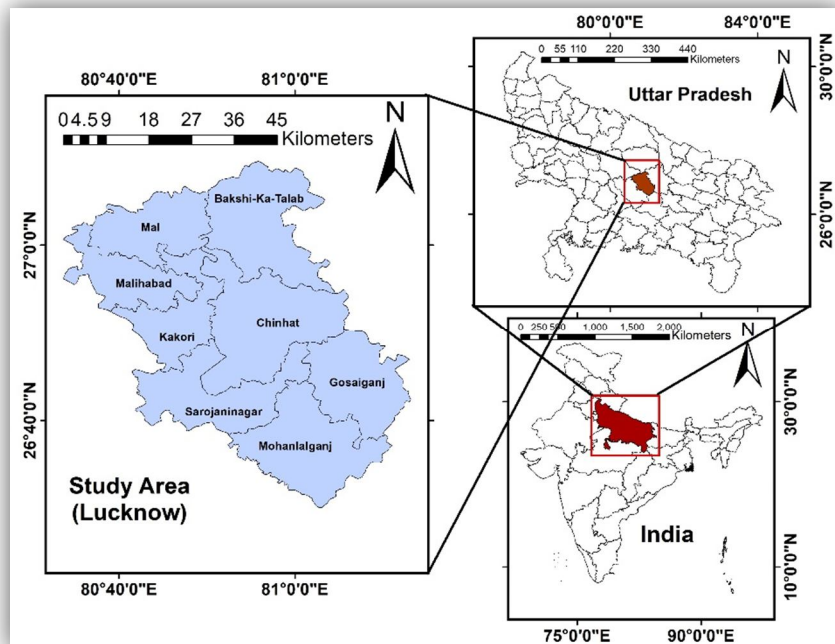 80°40'0"E
81°0'0"E
0 4.5 9 18 27 36 45
Kilometers
N
Bakshi-Ka-Talab
Mal
Malihabad
Chinhat
Kakori
Gosaiganj
Sarojaninagar
Mohanlalganj
Study Area
(Lucknow)
27°0'0"N
26°40'0"N
80°40'0"E
81°0'0"E
80°0'0"E
84°0'0"E
0 55 110 220 330 440
Kilometers
N
Uttar Pradesh
30°0'0"N
26°0'0"N
0 250 500 1,000 1,500 2,000
Kilometers
N
India
30°0'0"N
10°0'0"N
75°0'0"E
90°0'0"E